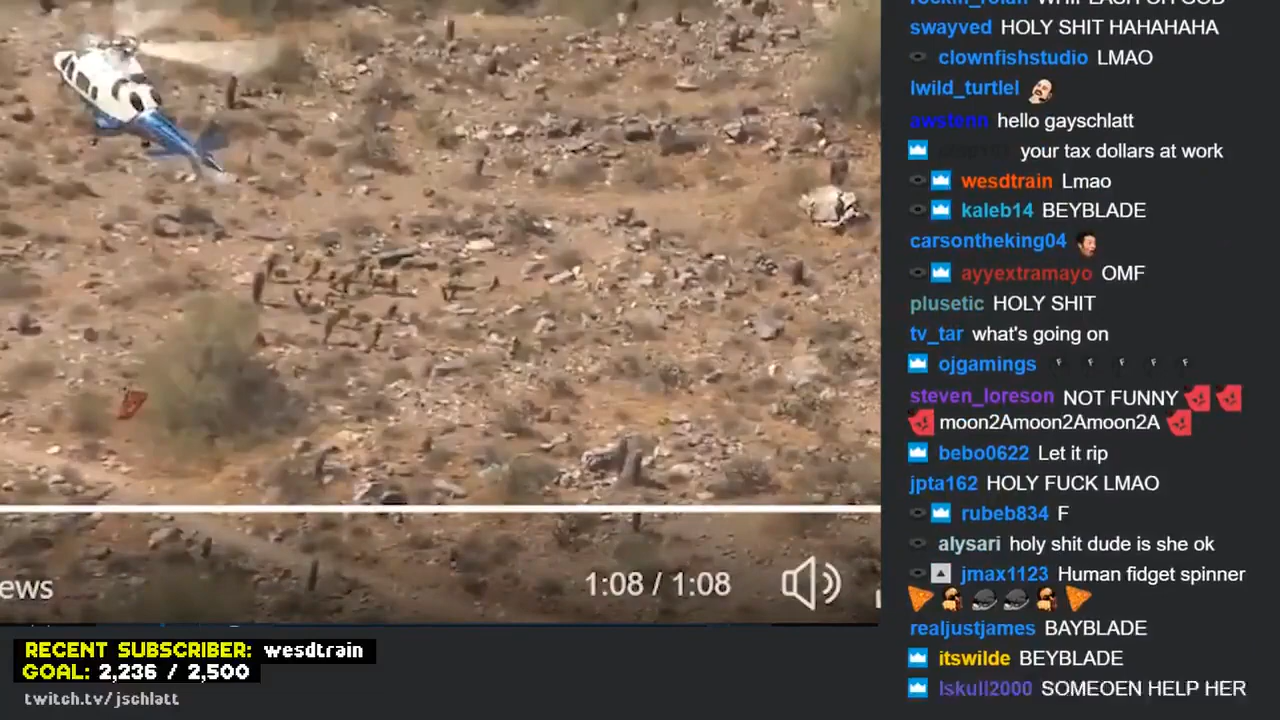 swayved HOLY SHIT HAHAHAHA
clownfishstudio LMAO
lwild_turtlel
awstenn hello gayschlatt
your tax dollars at work
wesdtrain Lmao
kaleb14 BEYBLADE
carsontheking04
ayyextramayo OMF
plusetic HOLY SHIT
tv_tar what's going on
ojgamings
steven_loreson NOT FUNNY
moon2Amoon2Amoon2A
bebo0622 Let it rip
jpta162 HOLY FUCK LMAO
rubeb834 F
alysari holy shit dude is she ok
jmax1123 Human fidget spinner
realjustjames BAYBLADE
itswilde BEYBLADE
lskull2000 SOMEOEN HELP HER
ews
1:08 / 1:08
RECENT SUBSCRIBER: wesdtrain
GOAL: 2,236 / 2,500
twitch.tv/jschlatt